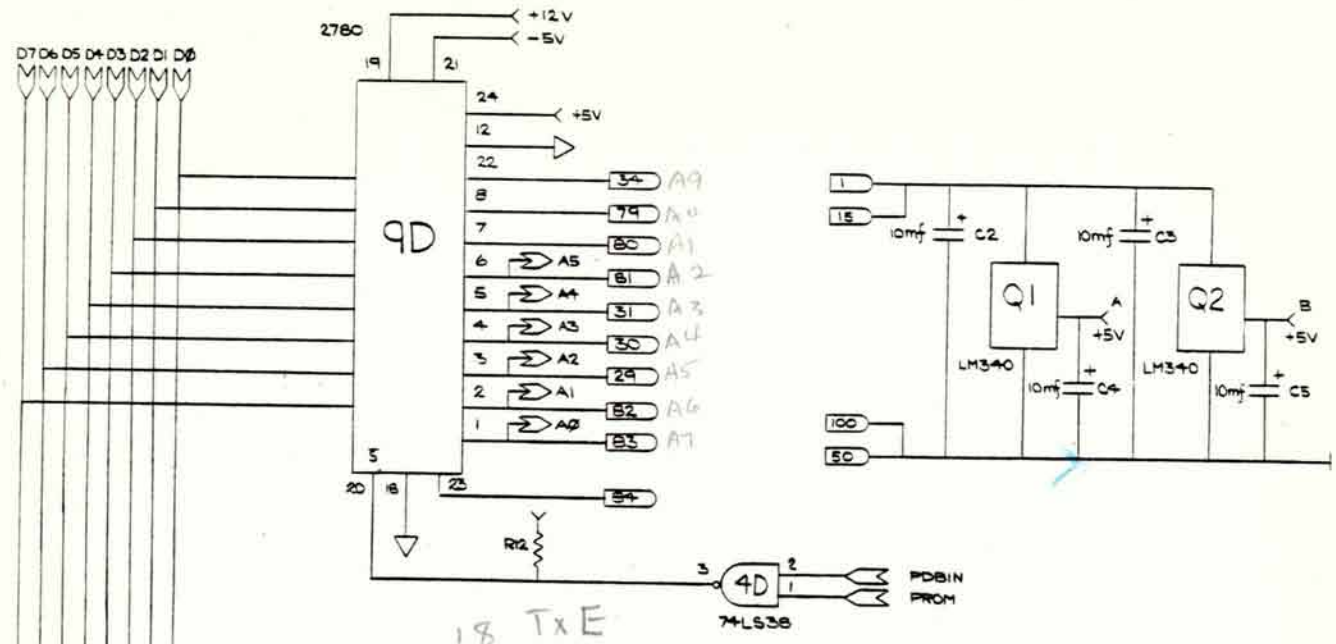 2780
+12V
-5V
D7 D6 D5 D4 D3 D2 D1 DØ
19
21
24
+5V
12
22
34
A9
8
79
7
80
A1
9D
6
A5
81
A2
5
A4
31
A3
4
A3
30
A4
3
A2
29
A5
2
A1
82
A6
1
AØ
83
A7
S
20
18
23
84
R12
3
4D
2
1
PDBIN
PROM
74LS38
18 TxE
1
15
10mf
+
C2
10mf
+
C3
Q1
Q2
A
+5V
B
+5V
LM340
LM340
10mf
+
C4
10mf
+
C5
100
50